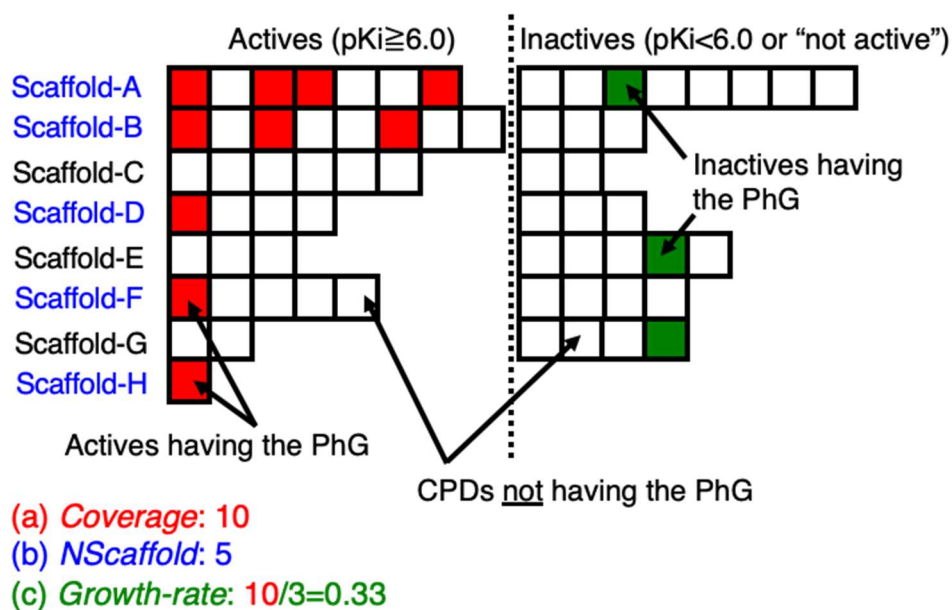 Actives (pKi≧6.0)
Inactives (pKi<6.0 or “not active”)
Scaffold-A
Scaffold-B
Scaffold-C
Scaffold-D
Scaffold-E
Scaffold-F
Scaffold-G
Scaffold-H
Inactives having
the PhG
Actives having the PhG
CPDs not having the PhG
(a) Coverage: 10
(b) NScaffold: 5
(c) Growth-rate: 10/3=0.33